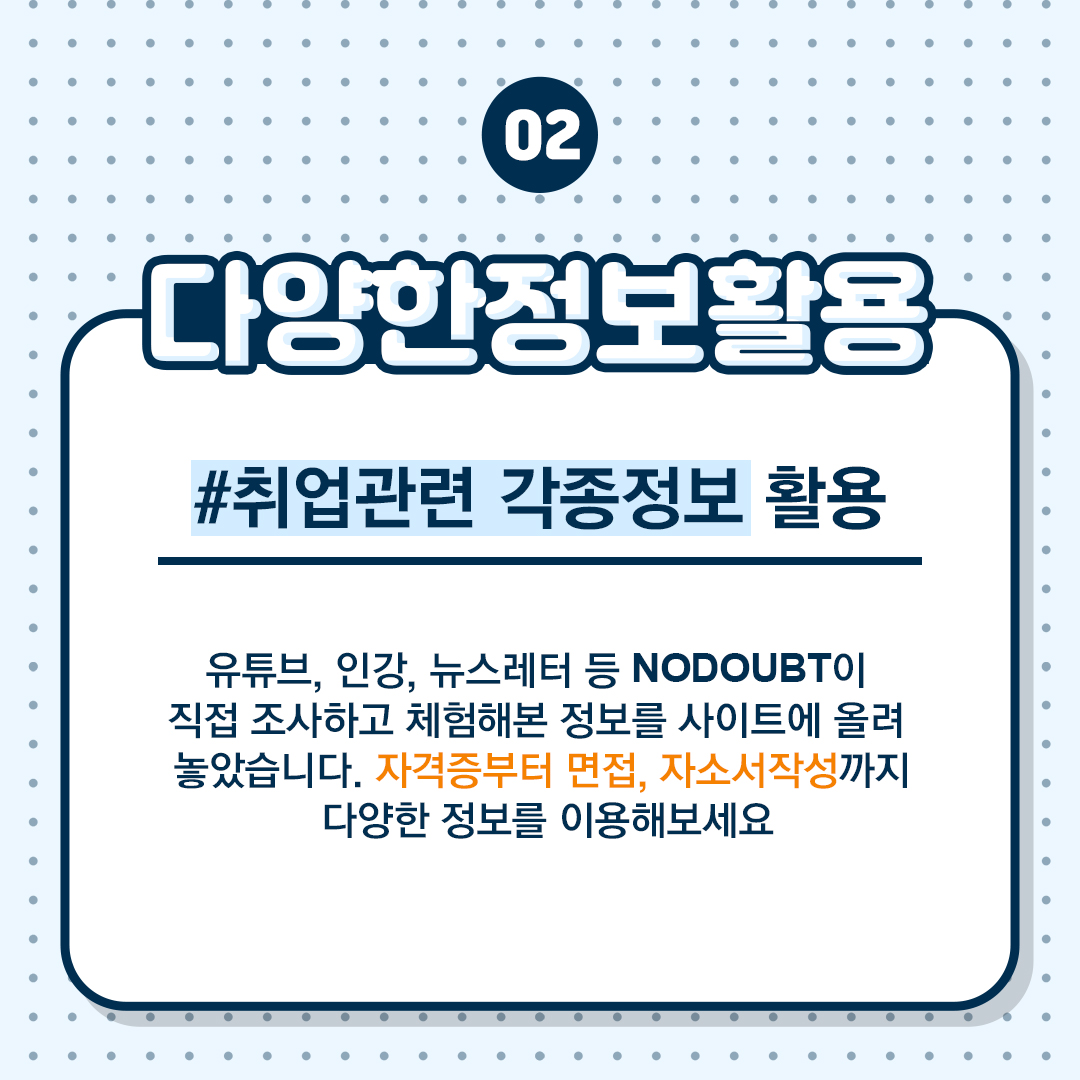 02
다양한정보활용
#취업관련 각종정보 활용
유튜브, 인강, 뉴스레터 등 NODOUBT이
직접 조사하고 체험해본 정보를 사이트에 올려
놓았습니다. 자격증부터 면접, 자소서작성까지
다양한 정보를 이용해보세요